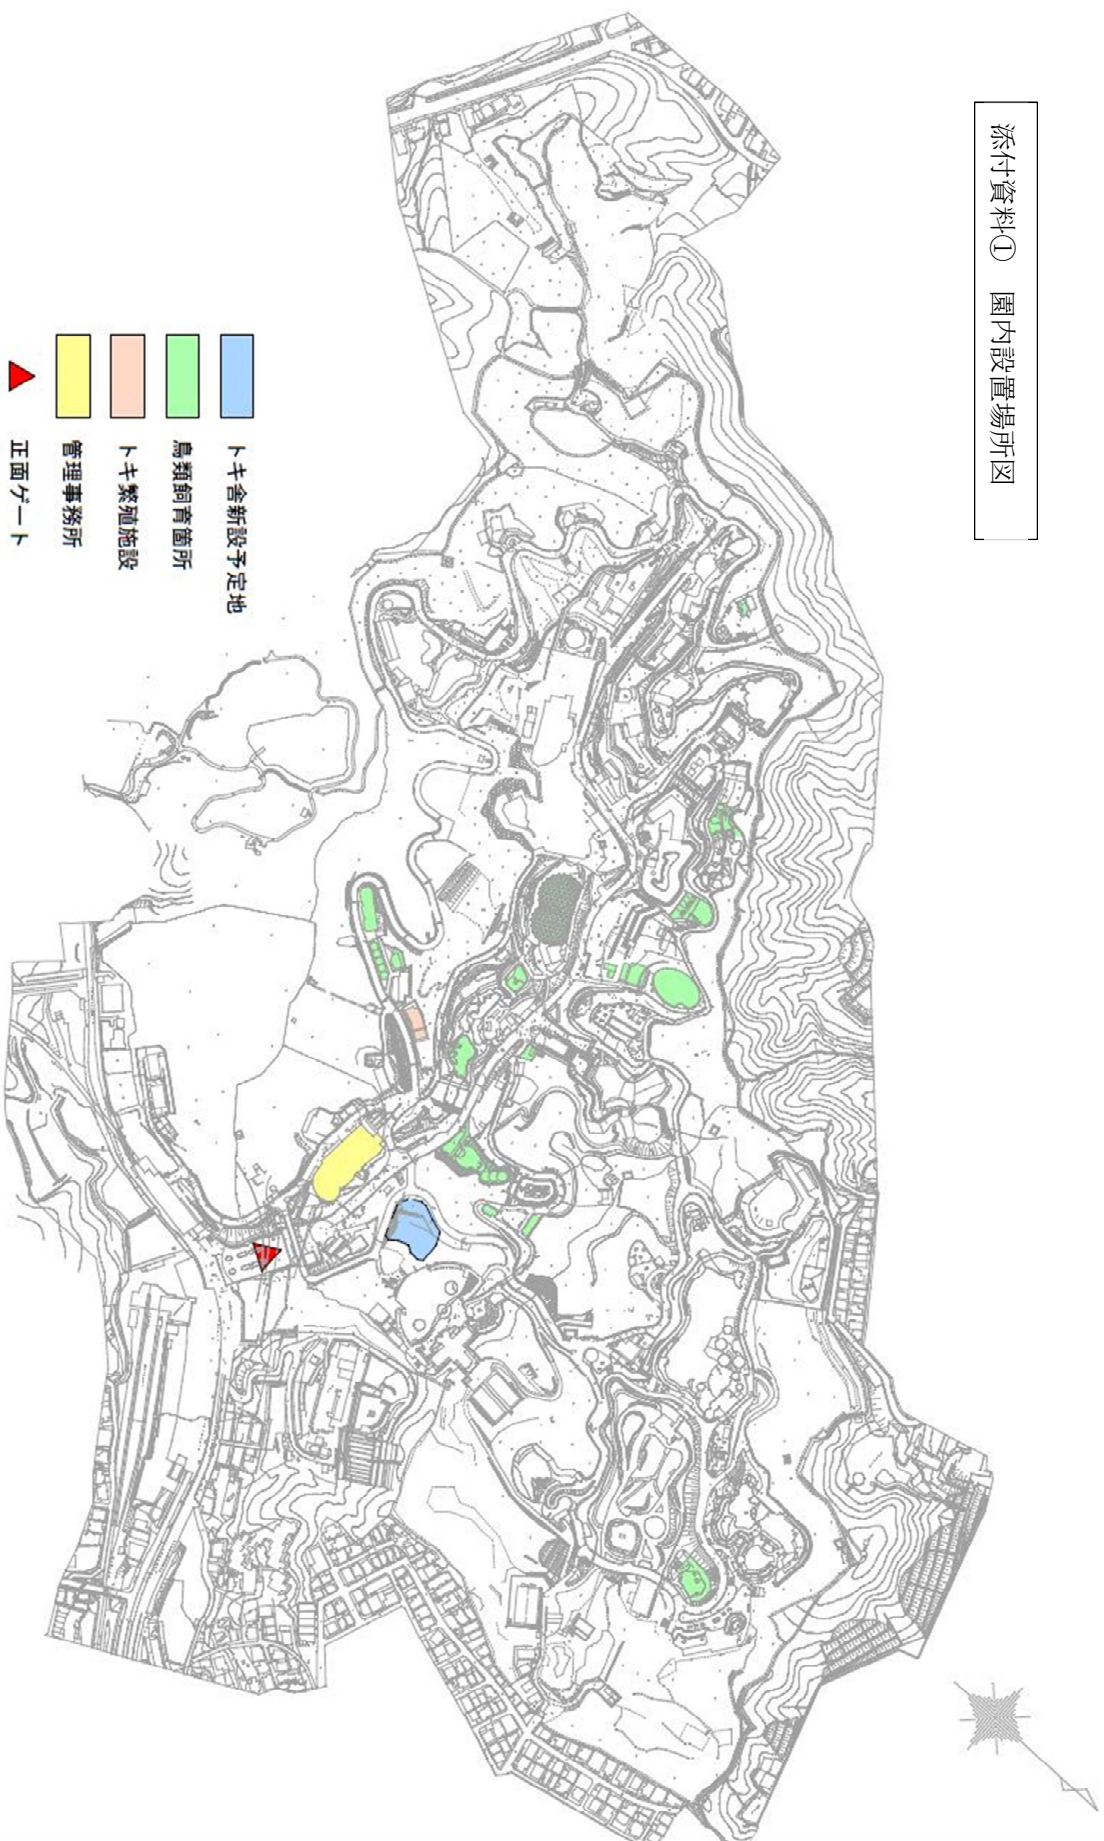 添付資料① 園内設置場所図
トキ舎新設予定地
鳥類飼育箇所
トキ繁殖施設
管理事務所
正面ゲート